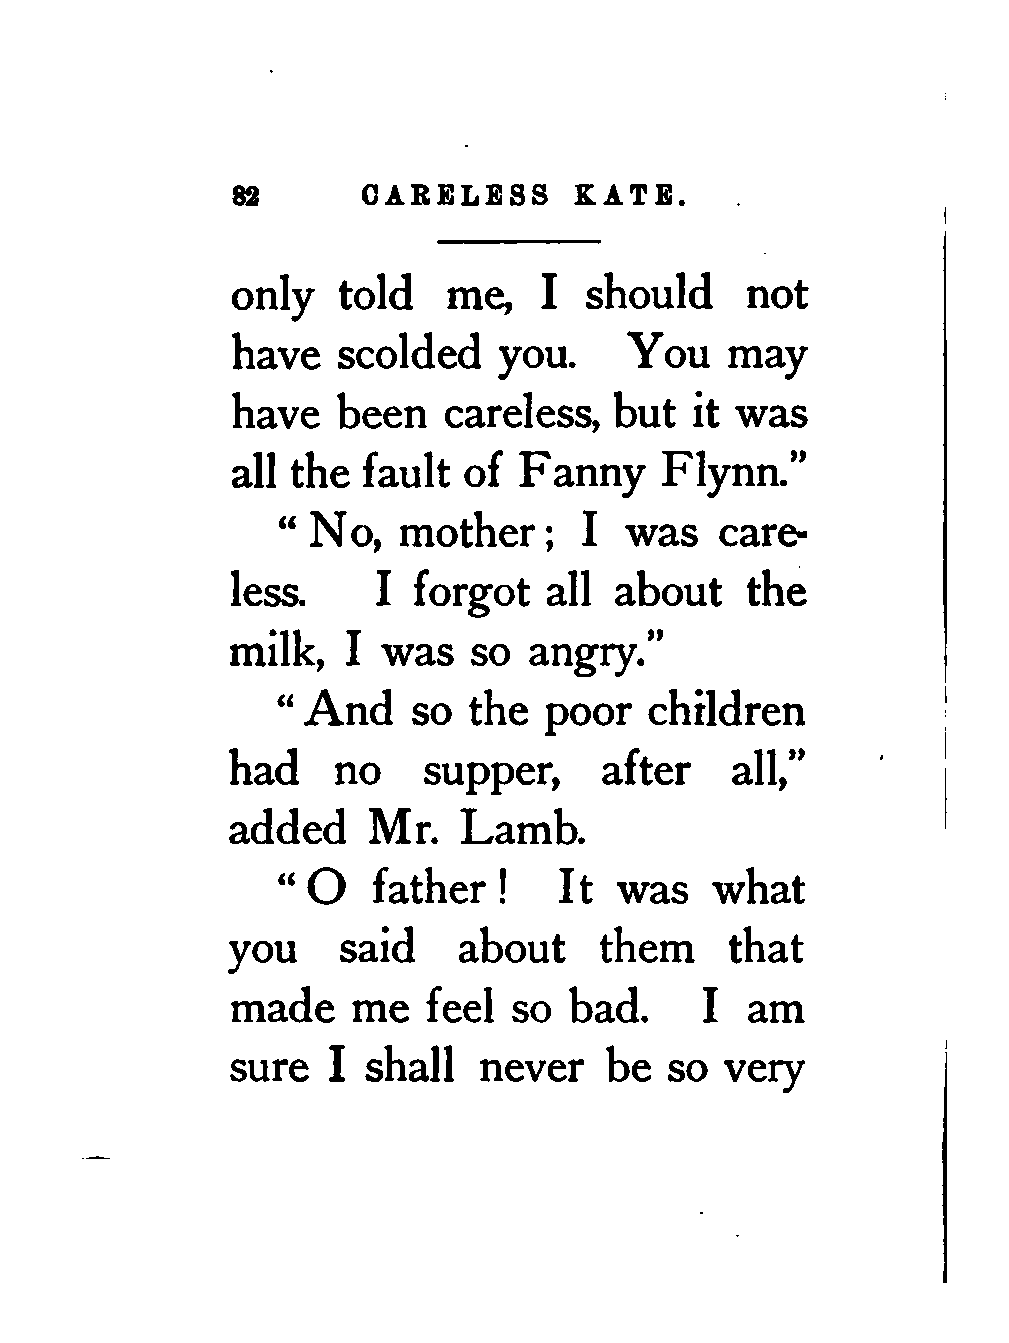 82 CARELESS KATE.
only told me, I should not
have scolded you. You may
have been careless, but it was
all the fault of Fanny Flynn."
"No, mother; I was care-
less. I forgot all about the
milk, I was so angry."
"And so the poor children
had no supper, after all,"
added Mr. Lamb.
"O father! It was what
you said about them that
made me feel so bad. I am
sure I shall never be so very